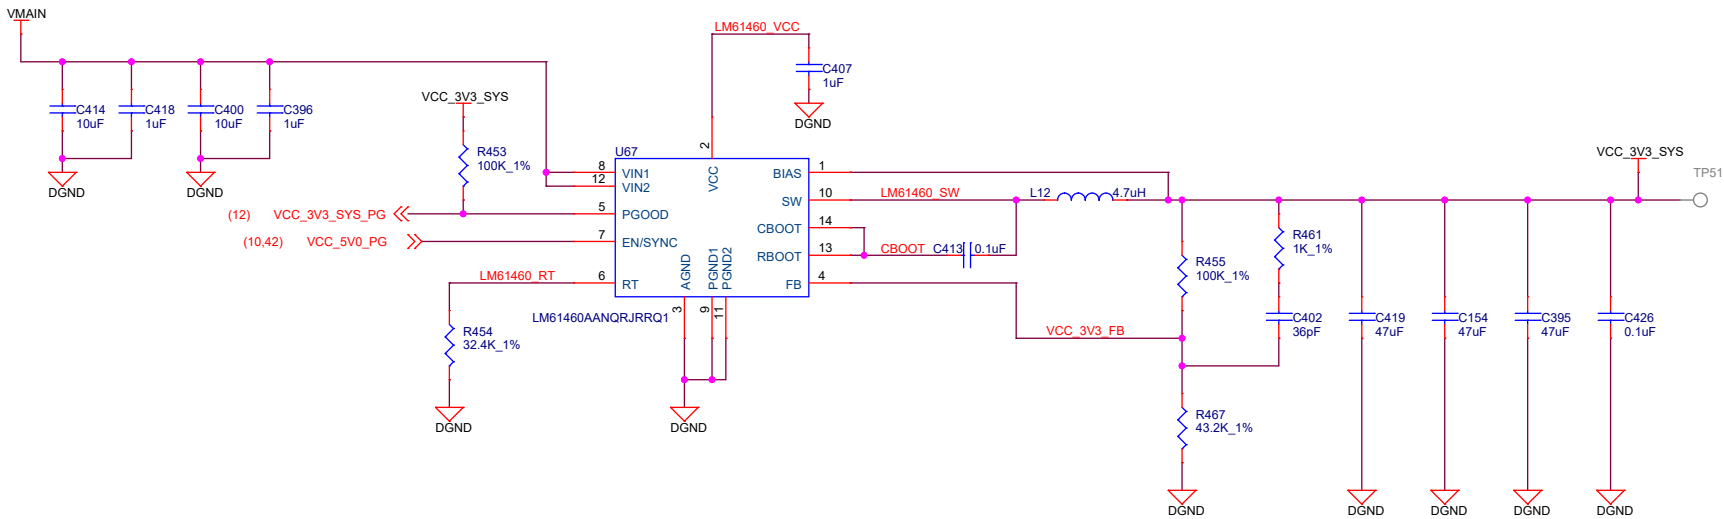 VMAIN
C414
10uF
C418
1uF
C400
10uF
C396
1uF
DGND
DGND
VCC_3V3_SYS
R453
100K_1%
LM61460_VCC
C407
1uF
DGND
U67
2
VCC
8 VIN1
12 VIN2
5 PGOOD
7 EN/SYNC
6 RT
BIAS 1
SW 10
CBOOT 14
RBOOT 13
FB 4
AGND
PGND1
PGND2
3
9
11
(12) VCC_3V3_SYS_PG
(10,42) VCC_5V0_PG
LM61460_RT
LM61460AANQRJRRQ1
R454
32.4K_1%
DGND
DGND
LM61460_SW
L12 4.7uH
CBOOT C413 0.1uF
VCC_3V3_FB
VCC_3V3_SYS
TP51
R455
100K_1%
R461
1K_1%
C402
36pF
C419
47uF
C154
47uF
C395
47uF
C426
0.1uF
R467
43.2K_1%
DGND
DGND
DGND
DGND
DGND